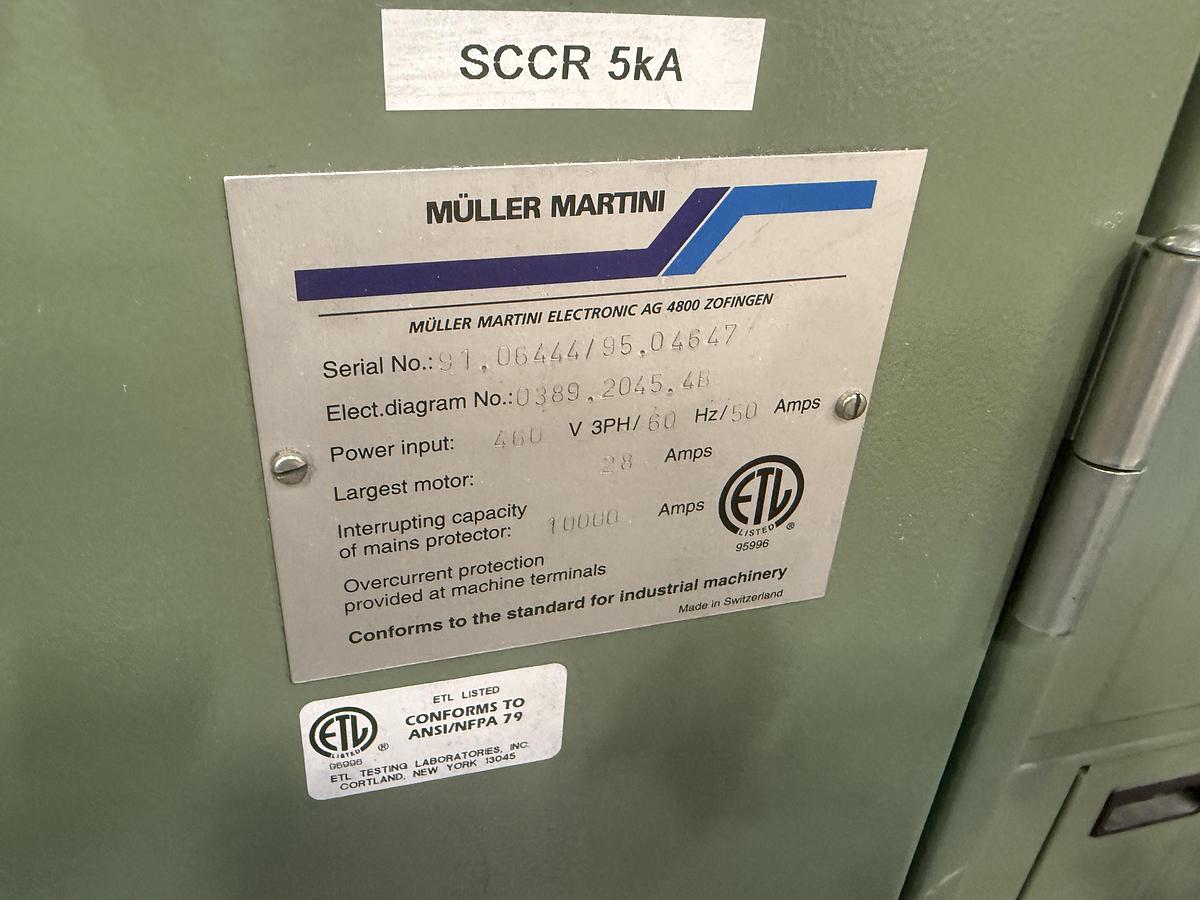 SCCR 5kA
MÜLLER MARTINI
MÜLLER MARTINI ELECTRONIC AG 4800 ZOFINGEN
Serial No.: 91.06444/95.04647
Elect.diagram No.: 0389.2045.4B
Power input: 460 V 3PH/ 60 Hz/ 50 Amps
Largest motor: 28 Amps
Interrupting capacity
of mains protector: 10000 Amps
ETL
LISTED ®
95996
Overcurrent protection
provided at machine terminals
Conforms to the standard for industrial machinery
Made in Switzerland
ETL LISTED
CONFORMS TO
ANSI/NFPA 79
ETL
LISTED ®
95996
ETL TESTING LABORATORIES, INC.
CORTLAND, NEW YORK 13045